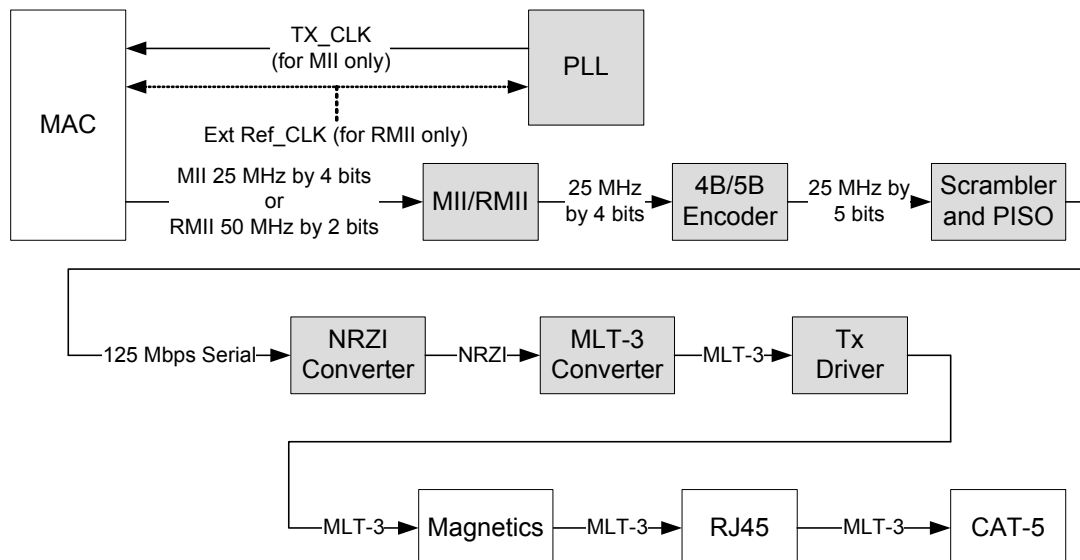 TX_CLK
(for MII only)
PLL
MAC
Ext Ref_CLK (for RMII only)
MII 25 MHz by 4 bits
or
RMII 50 MHz by 2 bits
MII/RMII
25 MHz
by 4 bits
4B/5B
Encoder
25 MHz by
5 bits
Scrambler
and PISO
125 Mbps Serial
NRZI
Converter
NRZI
MLT-3
Converter
MLT-3
Tx
Driver
MLT-3
Magnetics
MLT-3
RJ45
MLT-3
CAT-5